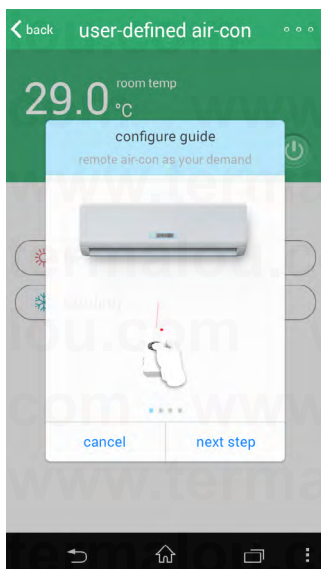 back
user-defined air-con
room temp
29.0 °C
configure guide
remote air-con as your demand
cancel
next step